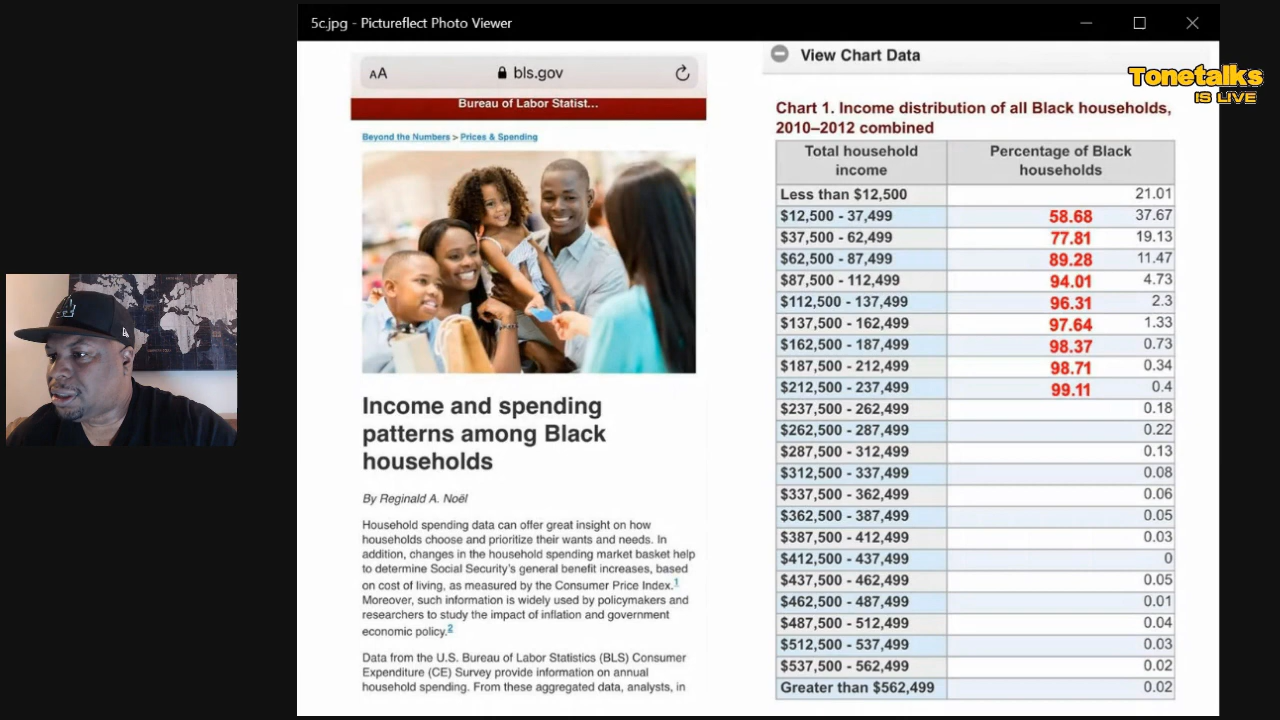 5c.jpg - Pictureflect Photo Viewer
AA
bls.gov
Bureau of Labor Statist...
Beyond the Numbers > Prices & Spending
Income and spending
patterns among Black
households
By Reginald A. Noël
Household spending data can offer great insight on how
households choose and prioritize their wants and needs. In
addition, changes in the household spending market basket help
to determine Social Security's general benefit increases, based
on cost of living, as measured by the Consumer Price Index.1
Moreover, such information is widely used by policymakers and
researchers to study the impact of inflation and government
economic policy.2
Data from the U.S. Bureau of Labor Statistics (BLS) Consumer
Expenditure (CE) Survey provide information on annual
household spending. From these aggregated data, analysts, in
View Chart Data
Tonetalks
IS LIVE
Chart 1. Income distribution of all Black households,
2010–2012 combined
Total household income Percentage of Black households
Less than $12,500 21.01
$12,500 - 37,499 58.68 37.67
$37,500 - 62,499 77.81 19.13
$62,500 - 87,499 89.28 11.47
$87,500 - 112,499 94.01 4.73
$112,500 - 137,499 96.31 2.3
$137,500 - 162,499 97.64 1.33
$162,500 - 187,499 98.37 0.73
$187,500 - 212,499 98.71 0.34
$212,500 - 237,499 99.11 0.4
$237,500 - 262,499 0.18
$262,500 - 287,499 0.22
$287,500 - 312,499 0.13
$312,500 - 337,499 0.08
$337,500 - 362,499 0.06
$362,500 - 387,499 0.05
$387,500 - 412,499 0.03
$412,500 - 437,499 0
$437,500 - 462,499 0.05
$462,500 - 487,499 0.01
$487,500 - 512,499 0.04
$512,500 - 537,499 0.03
$537,500 - 562,499 0.02
Greater than $562,499 0.02